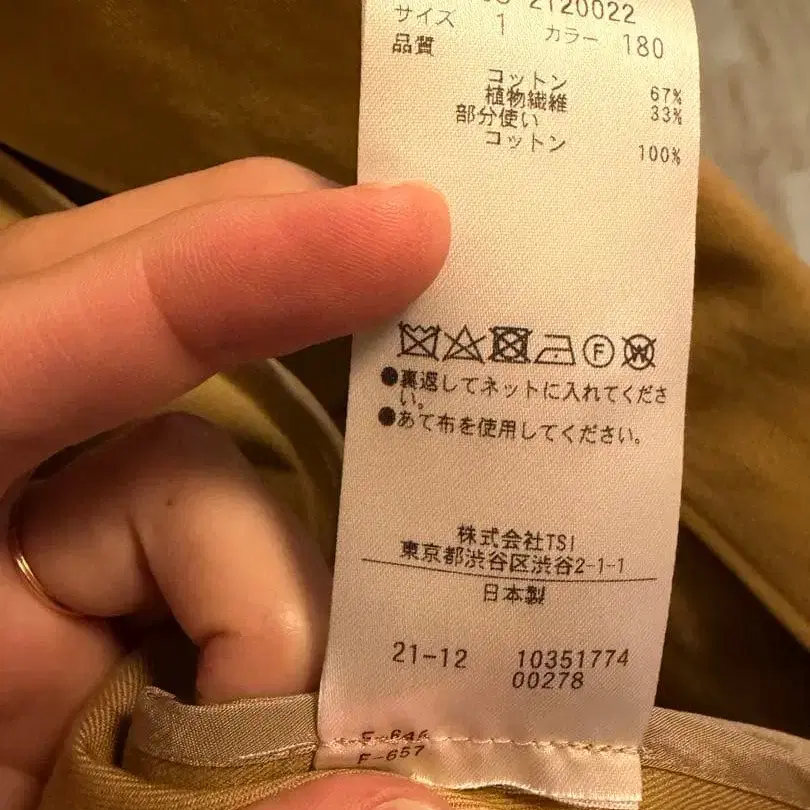 2120022
サイズ 1 カラー 180
品質
コットン 67%
植物繊維 33%
部分使い
コットン 100%
F W
●裏返してネットに入れてくださ
い。
●あて布を使用してください。
株式会社TSI
東京都渋谷区渋谷2-1-1
日本製
21-12 10351774
00278
F-657